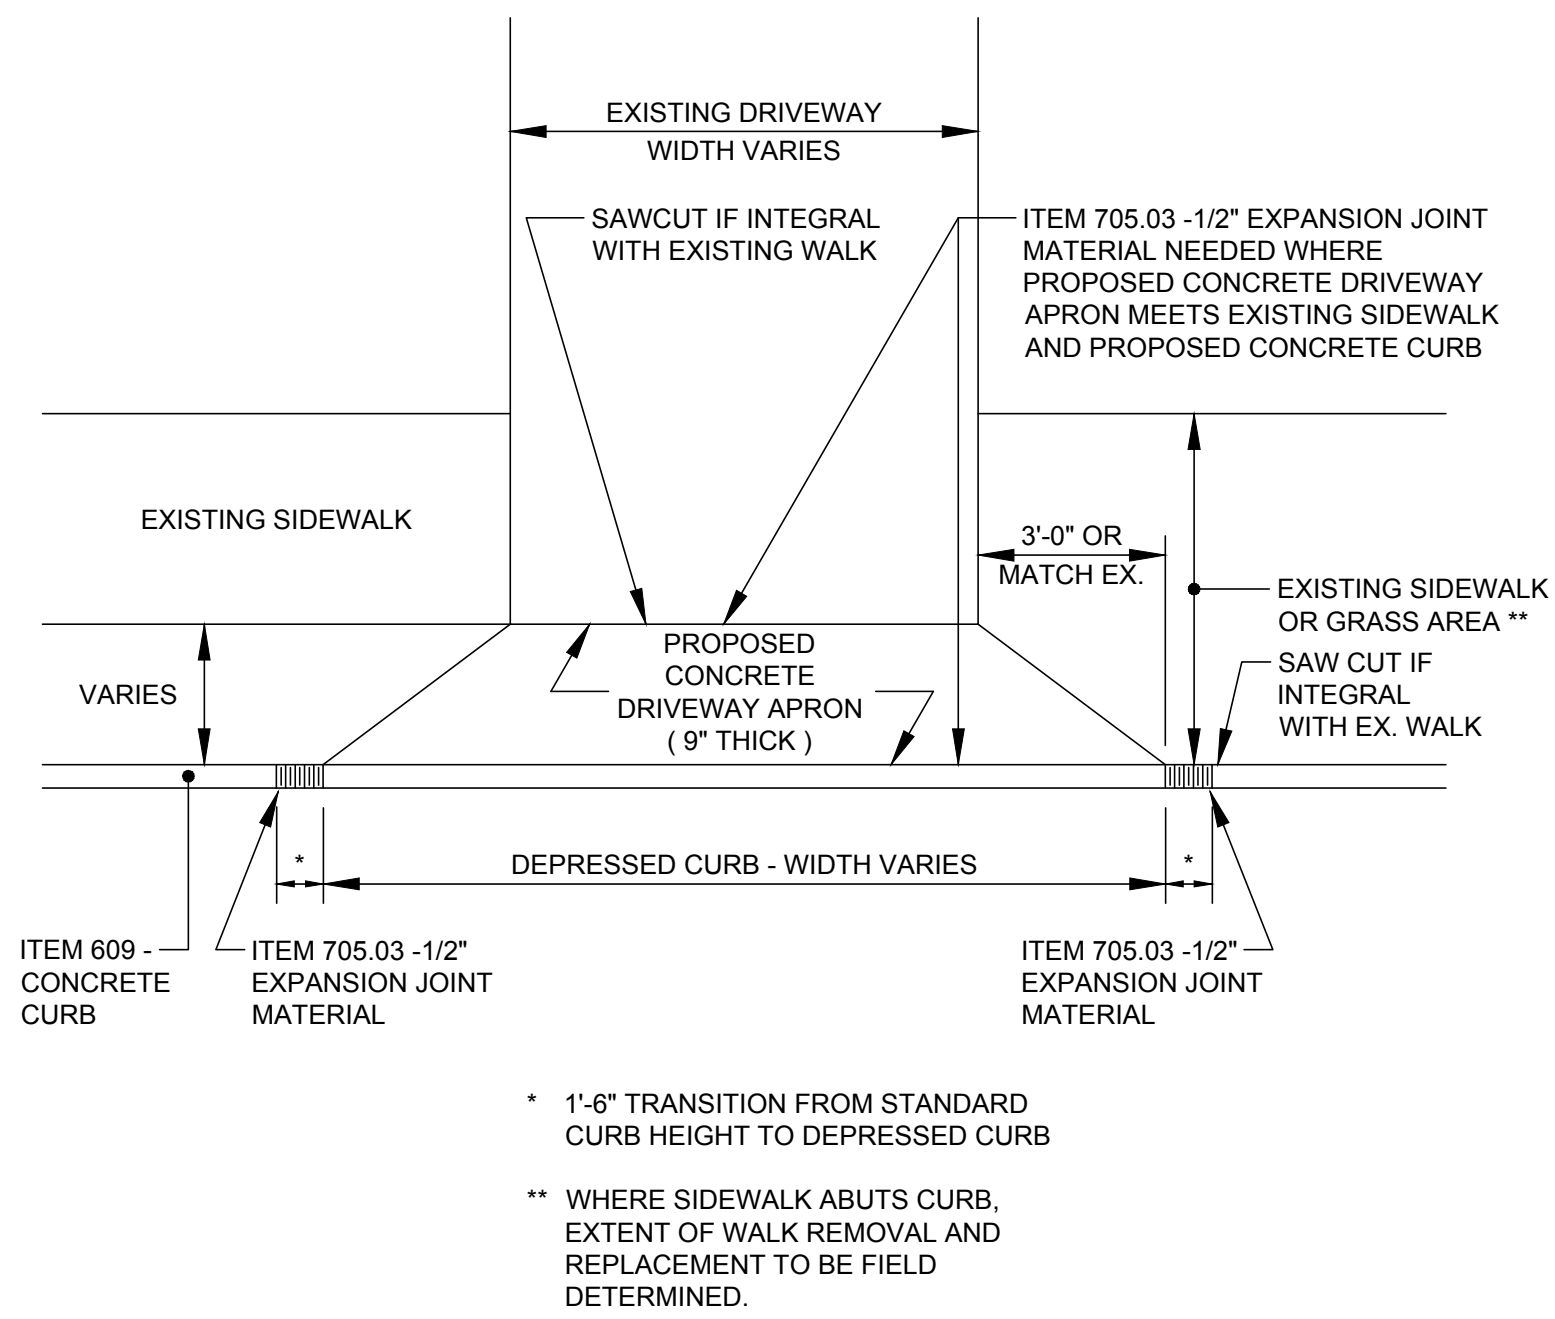 EXISTING DRIVEWAY
WIDTH VARIES
SAWCUT IF INTEGRAL
WITH EXISTING WALK
ITEM 705.03 -1/2" EXPANSION JOINT
MATERIAL NEEDED WHERE
PROPOSED CONCRETE DRIVEWAY
APRON MEETS EXISTING SIDEWALK
AND PROPOSED CONCRETE CURB
EXISTING SIDEWALK
3'-0" OR
MATCH EX.
EXISTING SIDEWALK
OR GRASS AREA **
SAW CUT IF
INTEGRAL
WITH EX. WALK
VARIES
PROPOSED
CONCRETE
DRIVEWAY APRON
( 9" THICK )
*
DEPRESSED CURB - WIDTH VARIES
*
ITEM 609 -
CONCRETE
CURB
ITEM 705.03 -1/2"
EXPANSION JOINT
MATERIAL
ITEM 705.03 -1/2"
EXPANSION JOINT
MATERIAL
* 1'-6" TRANSITION FROM STANDARD
CURB HEIGHT TO DEPRESSED CURB
** WHERE SIDEWALK ABUTS CURB,
EXTENT OF WALK REMOVAL AND
REPLACEMENT TO BE FIELD
DETERMINED.